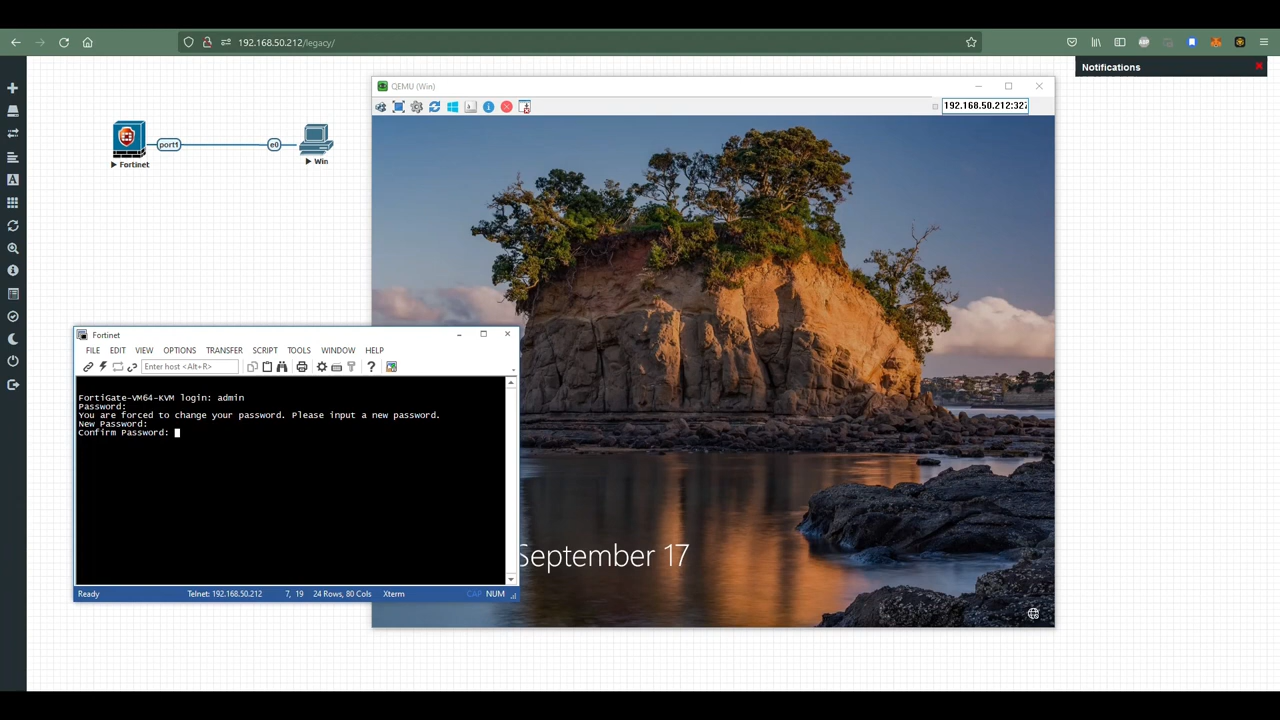 192.168.50.212/legacy/
Notifications
QEMU (Win)
192.168.50.212:32
port1
e0
Fortinet
Win
Fortinet
FILE EDIT VIEW OPTIONS TRANSFER SCRIPT TOOLS WINDOW HELP
Enter host <Alt+R>
FortiGate-VM64-KVM login: admin
Password:
You are forced to change your password. Please input a new password.
New Password:
Confirm Password:
September 17
Ready Telnet: 192.168.50.212 7, 19 24 Rows, 80 Cols Xterm CAP NUM